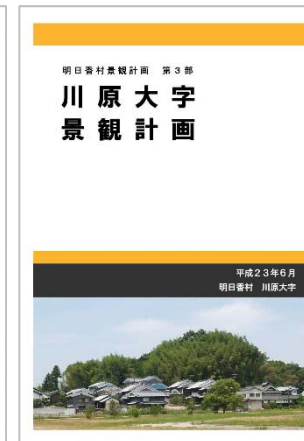 明日香村景観計画　第３部
川原大字
景観計画
平成２３年６月
明日香村　川原大字